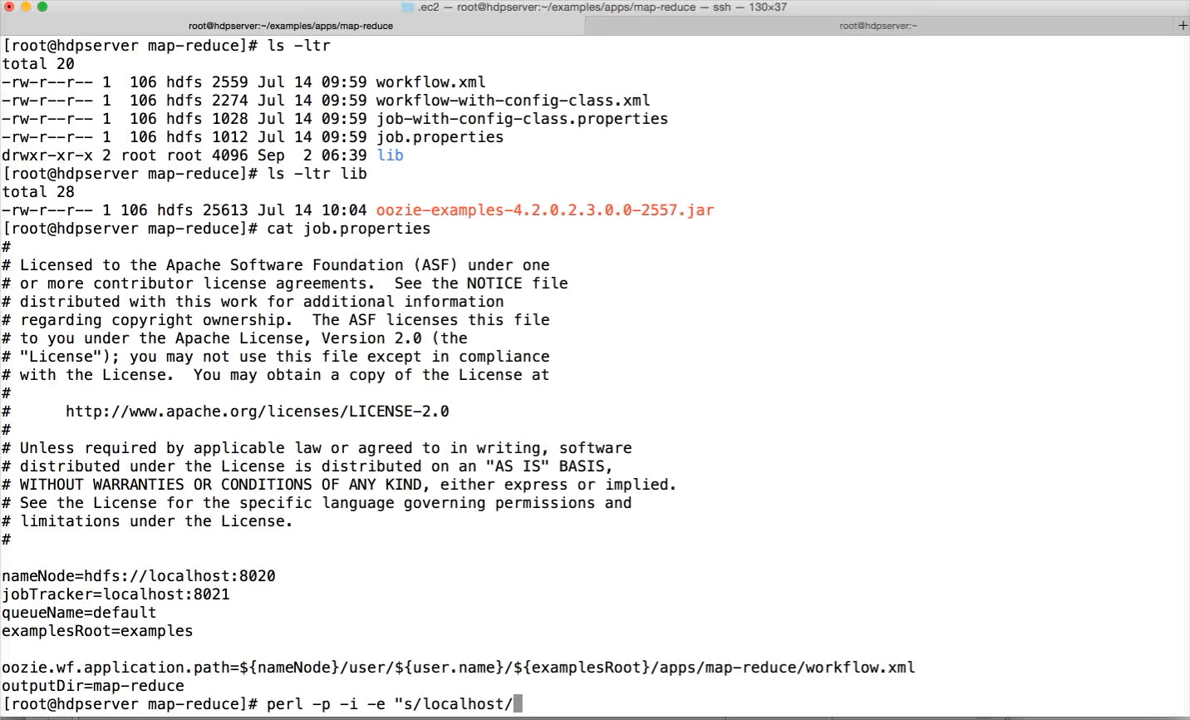 .ec2 — root@hdpserver:~/examples/apps/map-reduce — ssh — 130×37
root@hdpserver:~/examples/apps/map-reduce
root@hdpserver:~
[root@hdpserver map-reduce]# ls -ltr
total 20
-rw-r--r-- 1  106 hdfs 2559 Jul 14 09:59 workflow.xml
-rw-r--r-- 1  106 hdfs 2274 Jul 14 09:59 workflow-with-config-class.xml
-rw-r--r-- 1  106 hdfs 1028 Jul 14 09:59 job-with-config-class.properties
-rw-r--r-- 1  106 hdfs 1012 Jul 14 09:59 job.properties
drwxr-xr-x 2 root root 4096 Sep  2 06:39 lib
[root@hdpserver map-reduce]# ls -ltr lib
total 28
-rw-r--r-- 1 106 hdfs 25613 Jul 14 10:04 oozie-examples-4.2.0.2.3.0.0-2557.jar
[root@hdpserver map-reduce]# cat job.properties
#
# Licensed to the Apache Software Foundation (ASF) under one
# or more contributor license agreements.  See the NOTICE file
# distributed with this work for additional information
# regarding copyright ownership.  The ASF licenses this file
# to you under the Apache License, Version 2.0 (the
# "License"); you may not use this file except in compliance
# with the License.  You may obtain a copy of the License at
#
#      http://www.apache.org/licenses/LICENSE-2.0
#
# Unless required by applicable law or agreed to in writing, software
# distributed under the License is distributed on an "AS IS" BASIS,
# WITHOUT WARRANTIES OR CONDITIONS OF ANY KIND, either express or implied.
# See the License for the specific language governing permissions and
# limitations under the License.
#
nameNode=hdfs://localhost:8020
jobTracker=localhost:8021
queueName=default
examplesRoot=examples
oozie.wf.application.path=${nameNode}/user/${user.name}/${examplesRoot}/apps/map-reduce/workflow.xml
outputDir=map-reduce
[root@hdpserver map-reduce]# perl -p -i -e "s/localhost/